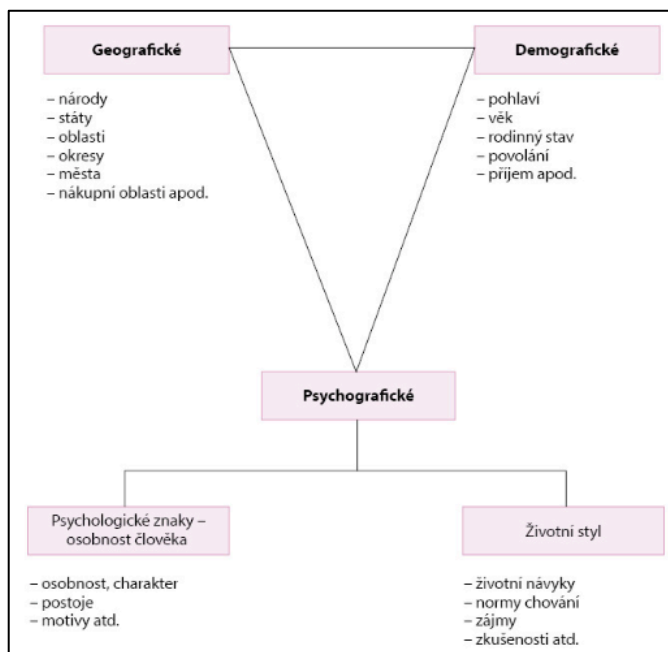 Geografické
– národy
– státy
– oblasti
– okresy
– města
– nákupní oblasti apod.
Demografické
– pohlaví
– věk
– rodinný stav
– povolání
– příjem apod.
Psychografické
Psychologické znaky –
osobnost člověka
– osobnost, charakter
– postoje
– motivy atd.
Životní styl
– životní návyky
– normy chování
– zájmy
– zkušenosti atd.